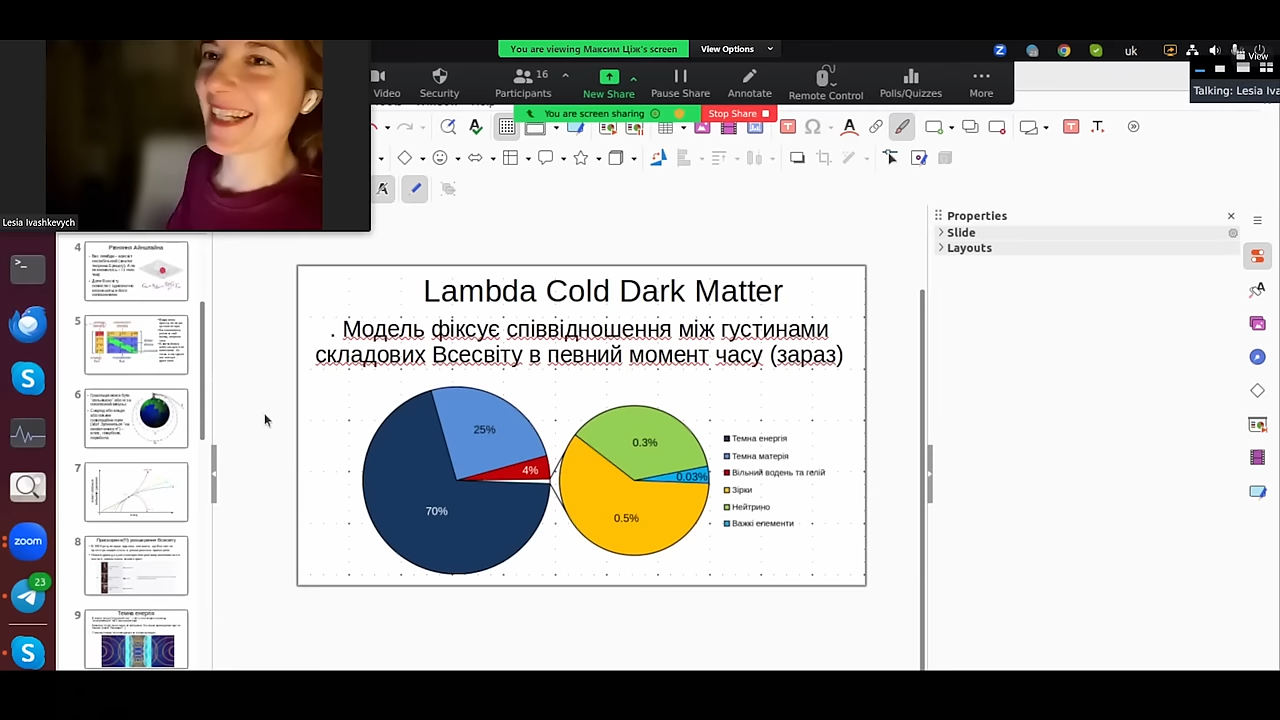 You are viewing Максим Ціж's screen
View Options
uk
View
Video
Security
Participants
16
New Share
Pause Share
Annotate
Remote Control
Polls/Quizzes
More
Talking: Lesia Iva
You are screen sharing
Stop Share
Lesia Ivashkevych
Properties
Slide
Layouts
4
Рівняння Айнштайна
5
6
7
8
9
Темна енергія
zoom
23
Lambda Cold Dark Matter
Модель фіксує співвідношення між густинами
складових Всесвіту в певний момент часу (зараз)
25%
4%
70%
0.3%
0.03%
0.5%
Темна енергія
Темна матерія
Вільний водень та гелій
Зірки
Нейтрино
Важкі елементи